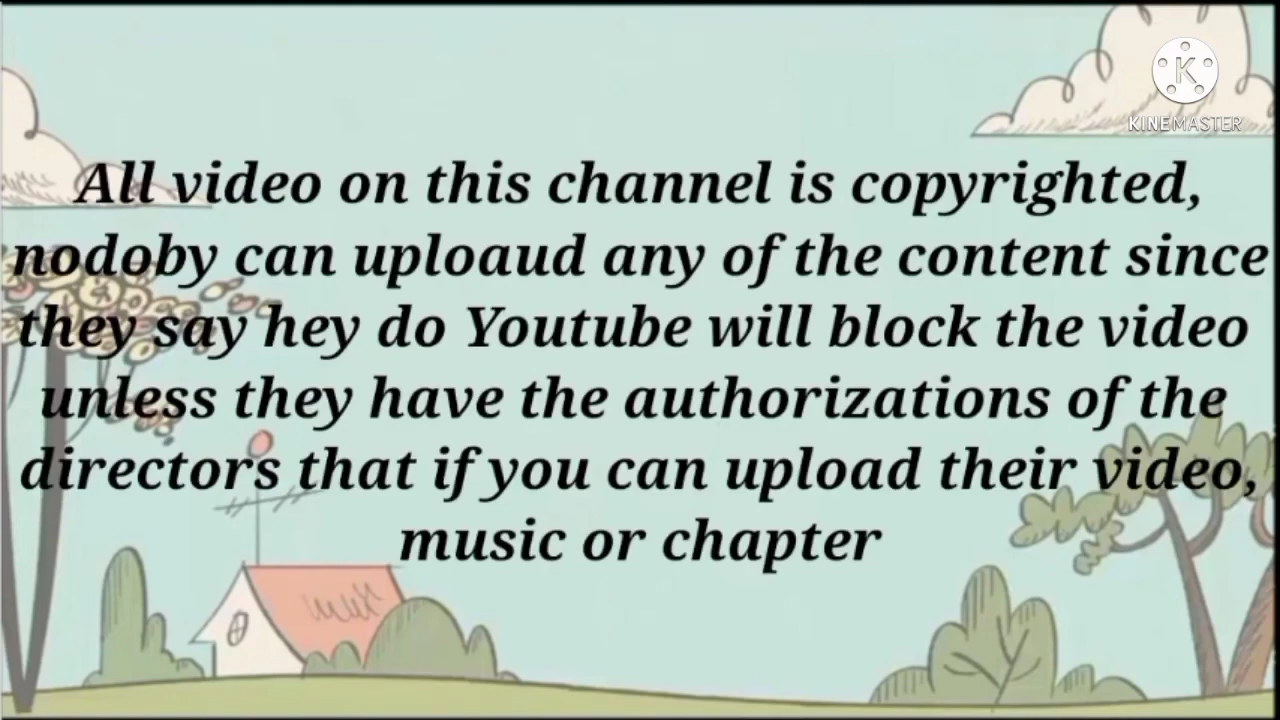 KINEMASTER
All video on this channel is copyrighted,
nodoby can uploaud any of the content since
they say hey do Youtube will block the video
unless they have the authorizations of the
directors that if you can upload their video,
music or chapter